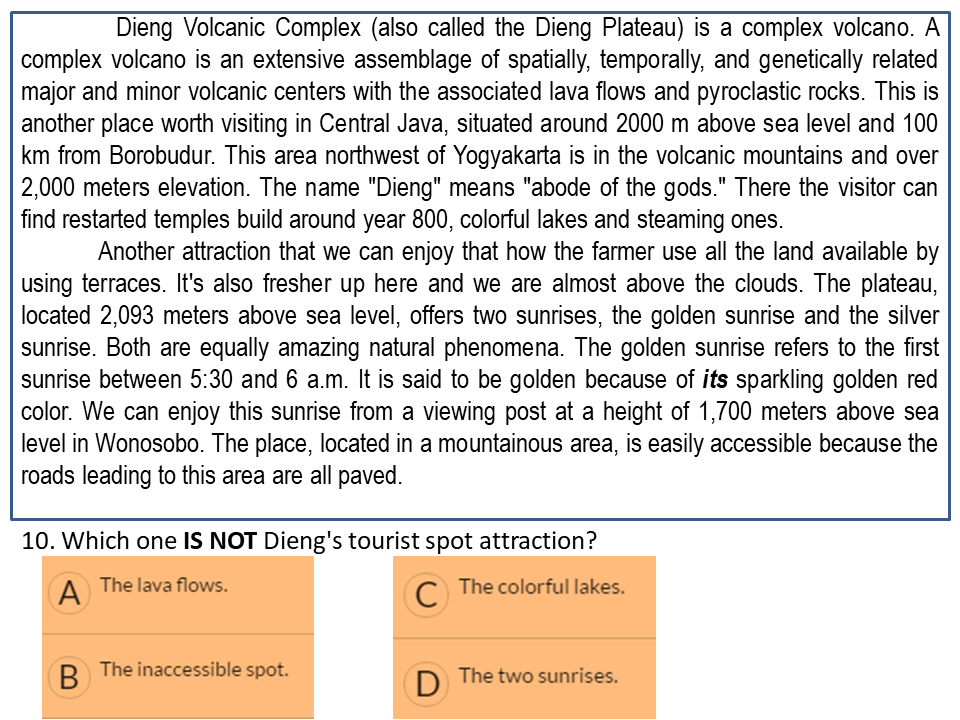 Dieng Volcanic Complex (also called the Dieng Plateau) is a complex volcano. A
complex volcano is an extensive assemblage of spatially, temporally, and genetically related
major and minor volcanic centers with the associated lava flows and pyroclastic rocks. This is
another place worth visiting in Central Java, situated around 2000 m above sea level and 100
km from Borobudur. This area northwest of Yogyakarta is in the volcanic mountains and over
2,000 meters elevation. The name "Dieng" means "abode of the gods." There the visitor can
find restarted temples build around year 800, colorful lakes and steaming ones.
Another attraction that we can enjoy that how the farmer use all the land available by
using terraces. It's also fresher up here and we are almost above the clouds. The plateau,
located 2,093 meters above sea level, offers two sunrises, the golden sunrise and the silver
sunrise. Both are equally amazing natural phenomena. The golden sunrise refers to the first
sunrise between 5:30 and 6 a.m. It is said to be golden because of its sparkling golden red
color. We can enjoy this sunrise from a viewing post at a height of 1,700 meters above sea
level in Wonosobo. The place, located in a mountainous area, is easily accessible because the
roads leading to this area are all paved.
10. Which one IS NOT Dieng's tourist spot attraction?
A The lava flows.
B The inaccessible spot.
C The colorful lakes.
D The two sunrises.